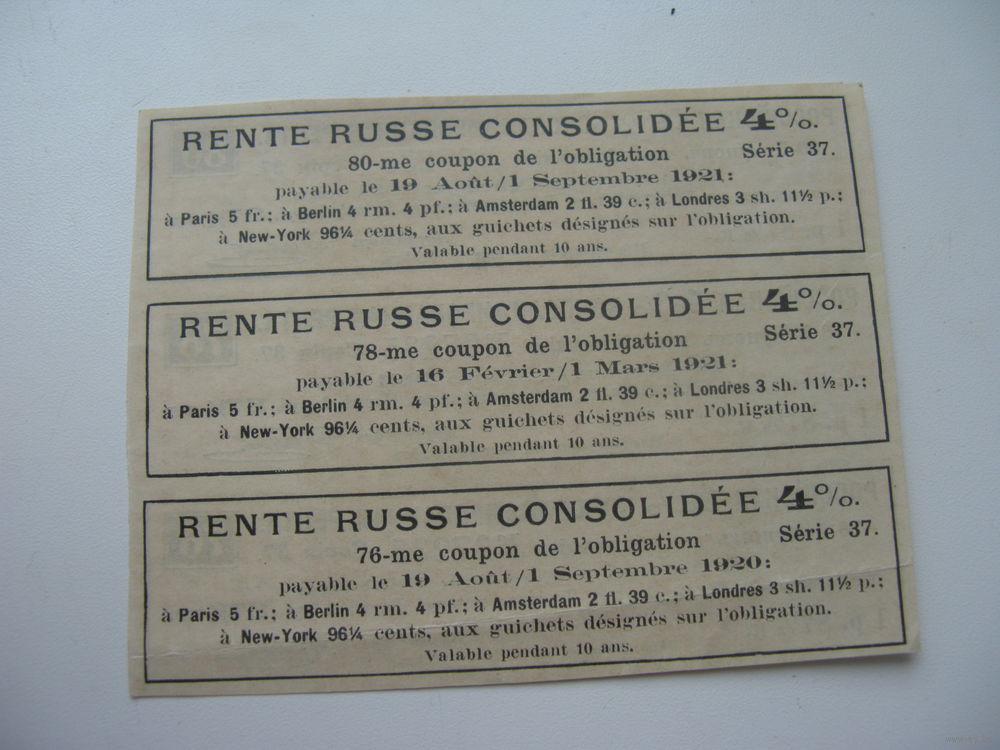 RENTE RUSSE CONSOLIDÉE 4%.
80-me coupon de l'obligation Série 37.
payable le 19 Août/1 Septembre 1921:
à Paris 5 fr.; à Berlin 4 rm. 4 pf.; à Amsterdam 2 fl. 39 c.; à Londres 3 sh. 11½ p.;
à New-York 96¼ cents, aux guichets désignés sur l'obligation.
Valable pendant 10 ans.
RENTE RUSSE CONSOLIDÉE 4%.
78-me coupon de l'obligation Série 37.
payable le 16 Février/1 Mars 1921:
à Paris 5 fr.; à Berlin 4 rm. 4 pf.; à Amsterdam 2 fl. 39 c.; à Londres 3 sh. 11½ p.;
à New-York 96¼ cents, aux guichets désignés sur l'obligation.
Valable pendant 10 ans.
RENTE RUSSE CONSOLIDÉE 4%.
76-me coupon de l'obligation Série 37.
payable le 19 Août/1 Septembre 1920:
à Paris 5 fr.; à Berlin 4 rm. 4 pf.; à Amsterdam 2 fl. 39 c.; à Londres 3 sh. 11½ p.;
à New-York 96¼ cents, aux guichets désignés sur l'obligation.
Valable pendant 10 ans.